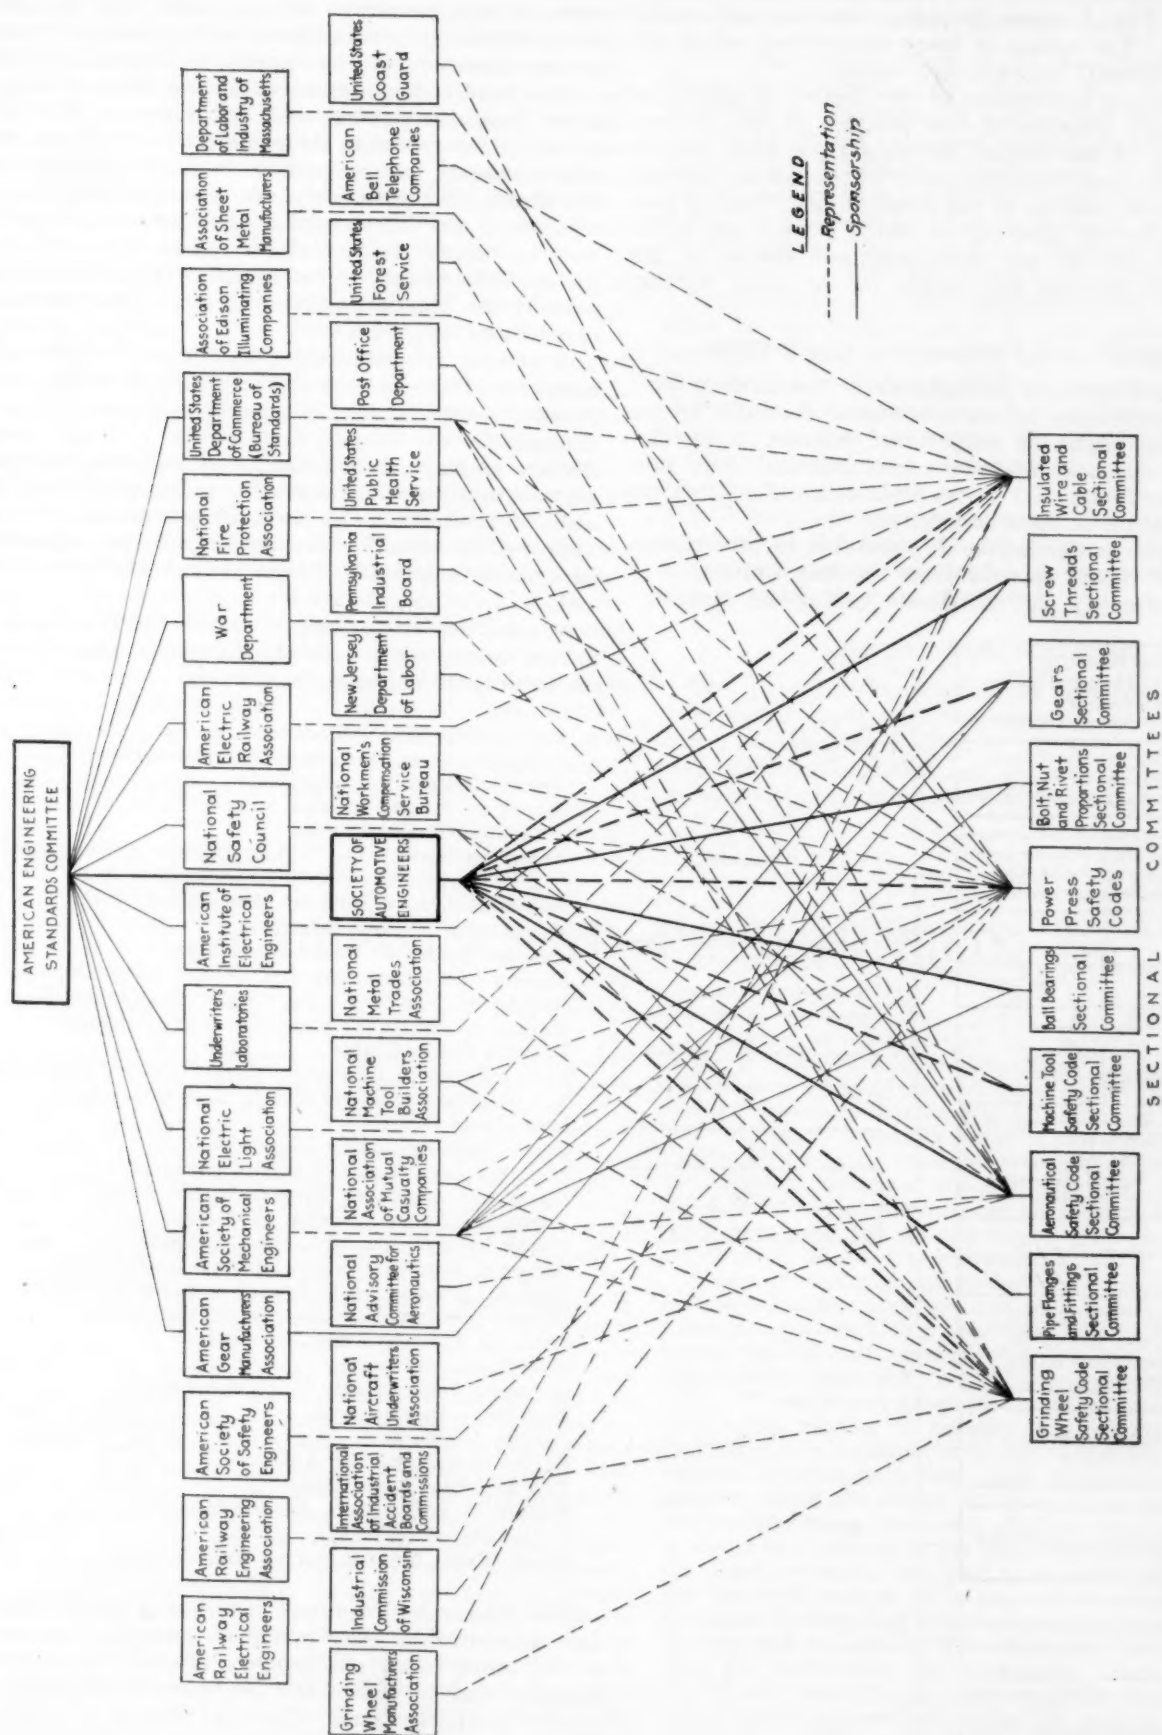 AMERICAN ENGINEERING
STANDARDS COMMITTEE
American
Railway
Electrical
Engineers
American
Railway
Engineering
Association
American
Society
of Safety
Engineers
American
Gear
Manufacturers
Association
American
Society of
Mechanical
Engineers
National
Electric
Light
Association
Underwriters'
Laboratories
American
Institute of
Electrical
Engineers
National
Safety
Council
American
Electric
Railway
Association
War
Department
National
Fire
Protection
Association
United States
Department
of Commerce
(Bureau of
Standards)
Association
of Edison
Illuminating
Companies
Association
of Sheet
Metal
Manufacturers
Department
of Labor and
Industry of
Massachusetts
Grinding
Wheel
Manufacturers
Association
Industrial
Commission
of Wisconsin
International
Association
of Industrial
Accident
Boards and
Commissions
National
Aircraft
Underwriters
Association
National
Advisory
Committee for
Aeronautics
National
Association
of Mutual
Casualty
Companies
National
Machine
Tool
Builders
Association
National
Metal
Trades
Association
SOCIETY OF
AUTOMOTIVE
ENGINEERS
National
Workmen's
Compensation
Service
Bureau
New Jersey
Department
of Labor
Pennsylvania
Industrial
Board
United States
Public
Health
Service
Post Office
Department
United States
Forest
Service
American
Bell
Telephone
Companies
United States
Coast
Guard
LEGEND
Representation
Sponsorship
Grinding
Wheel
Safety Code
Sectional
Committee
Pipe Flanges
and Fittings
Sectional
Committee
Aeronautical
Safety Code
Sectional
Committee
Machine Tool
Safety Code
Sectional
Committee
Ball Bearings
Sectional
Committee
Power
Press
Safety
Codes
Bolt, Nut
and Rivet
Proportions
Sectional
Committee
Gears
Sectional
Committee
Screw
Threads
Sectional
Committee
Insulated
Wire and
Cable
Sectional
Committee
SECTIONAL COMMITTEES